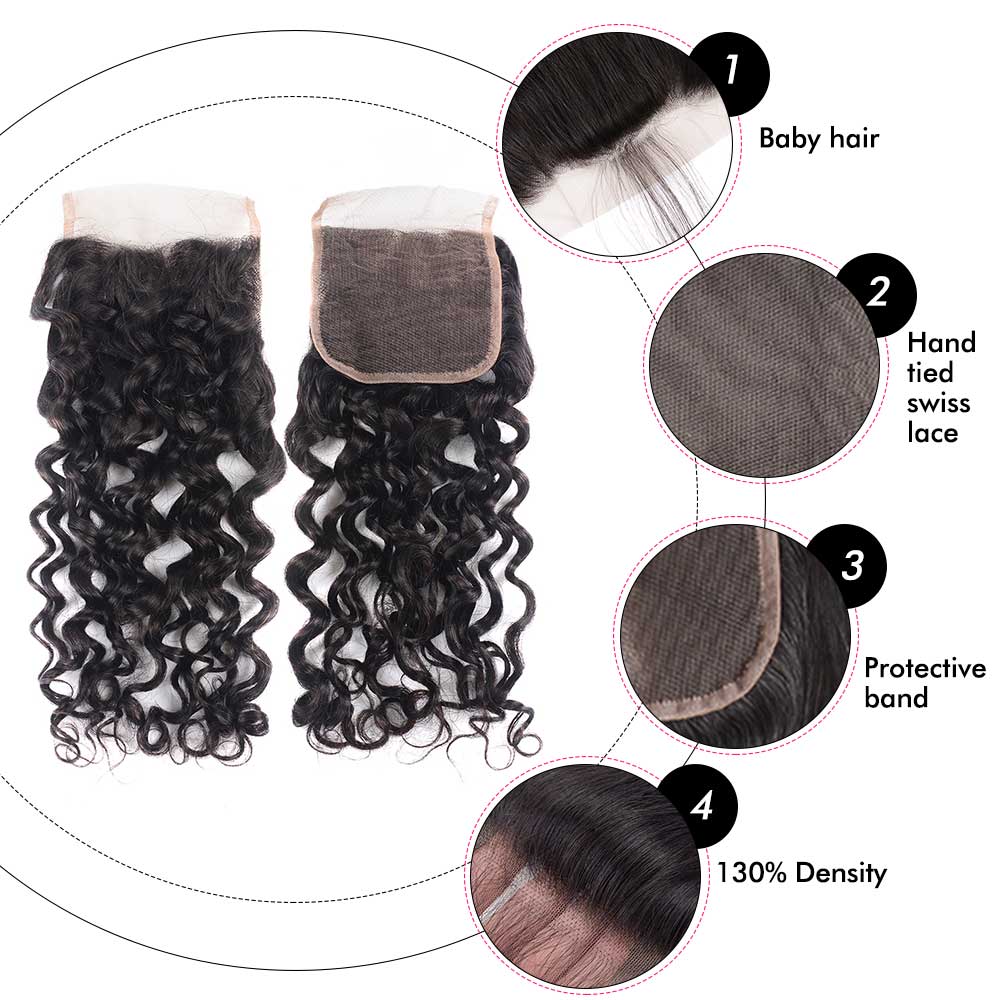 1
Baby hair
2
Hand
tied
swiss
lace
3
Protective
band
4
130% Density